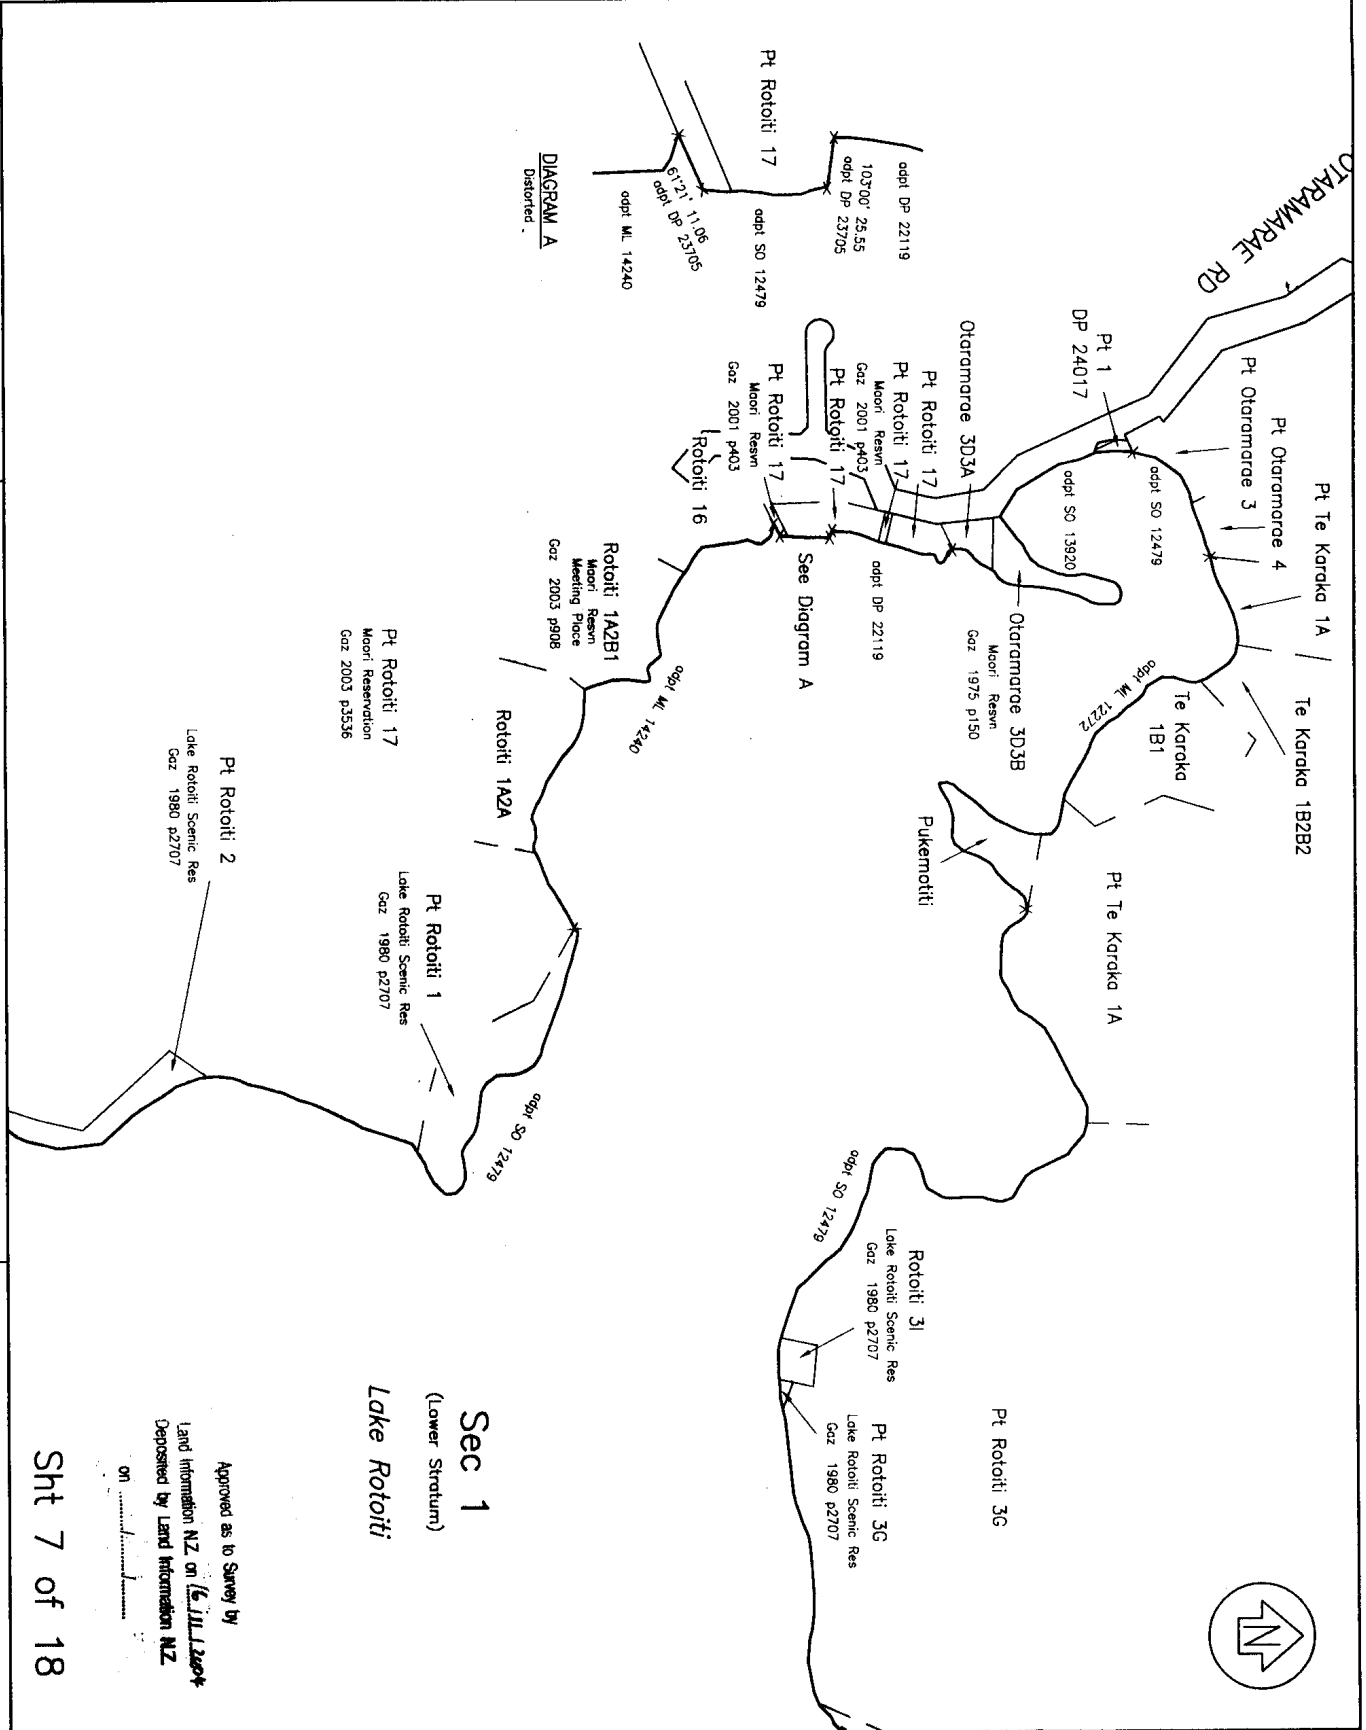 OTARAMARAE RD
Pt Te Karaka 1A
Pt Otaramarae 4
Pt Otaramarae 3
Pt 1
DP 24017
adpt SO 12479
adpt SO 13920
Te Karaka 1B2B2
Te Karaka
1B1
adpt ML 12272
Pt Te Karaka 1A
Pukemotiti
Otaramarae 3D3A
Otaramarae 3D3B
Maori Resvn
Gaz 1975 p150
Pt Rotoiti 17
Pt Rotoiti 17
Maori Resvn
Gaz 2001 p403
Pt Rotoiti 17
Pt Rotoiti 17
Maori Resvn
Gaz 2001 p403
Rotoiti 16
adpt DP 22119
See Diagram A
adpt DP 22119
103°00' 25.55
adpt DP 23705
Pt Rotoiti 17
adpt SO 12479
61°21' 11.06
adpt DP 23705
adpt ML 14240
DIAGRAM A
Distorted .
Rotoiti 1A2B1
Maori Resvn
Meeting Place
Gaz 2003 p908
adpt ML 14240
Rotoiti 1A2A
Pt Rotoiti 17
Maori Reservation
Gaz 2003 p3536
Pt Rotoiti 1
Lake Rotoiti Scenic Res
Gaz 1980 p2707
Pt Rotoiti 2
Lake Rotoiti Scenic Res
Gaz 1980 p2707
adpt SO 12479
adpt SO 12479
Rotoiti 3I
Lake Rotoiti Scenic Res
Gaz 1980 p2707
Pt Rotoiti 3G
Pt Rotoiti 3G
Lake Rotoiti Scenic Res
Gaz 1980 p2707
N
Sec 1
(Lower Stratum)
Lake Rotoiti
Approved as to Survey by
Land Information N.Z. on 16/11/2004
Deposited by Land Information N.Z.
on ......./......./.......
Sht 7 of 18